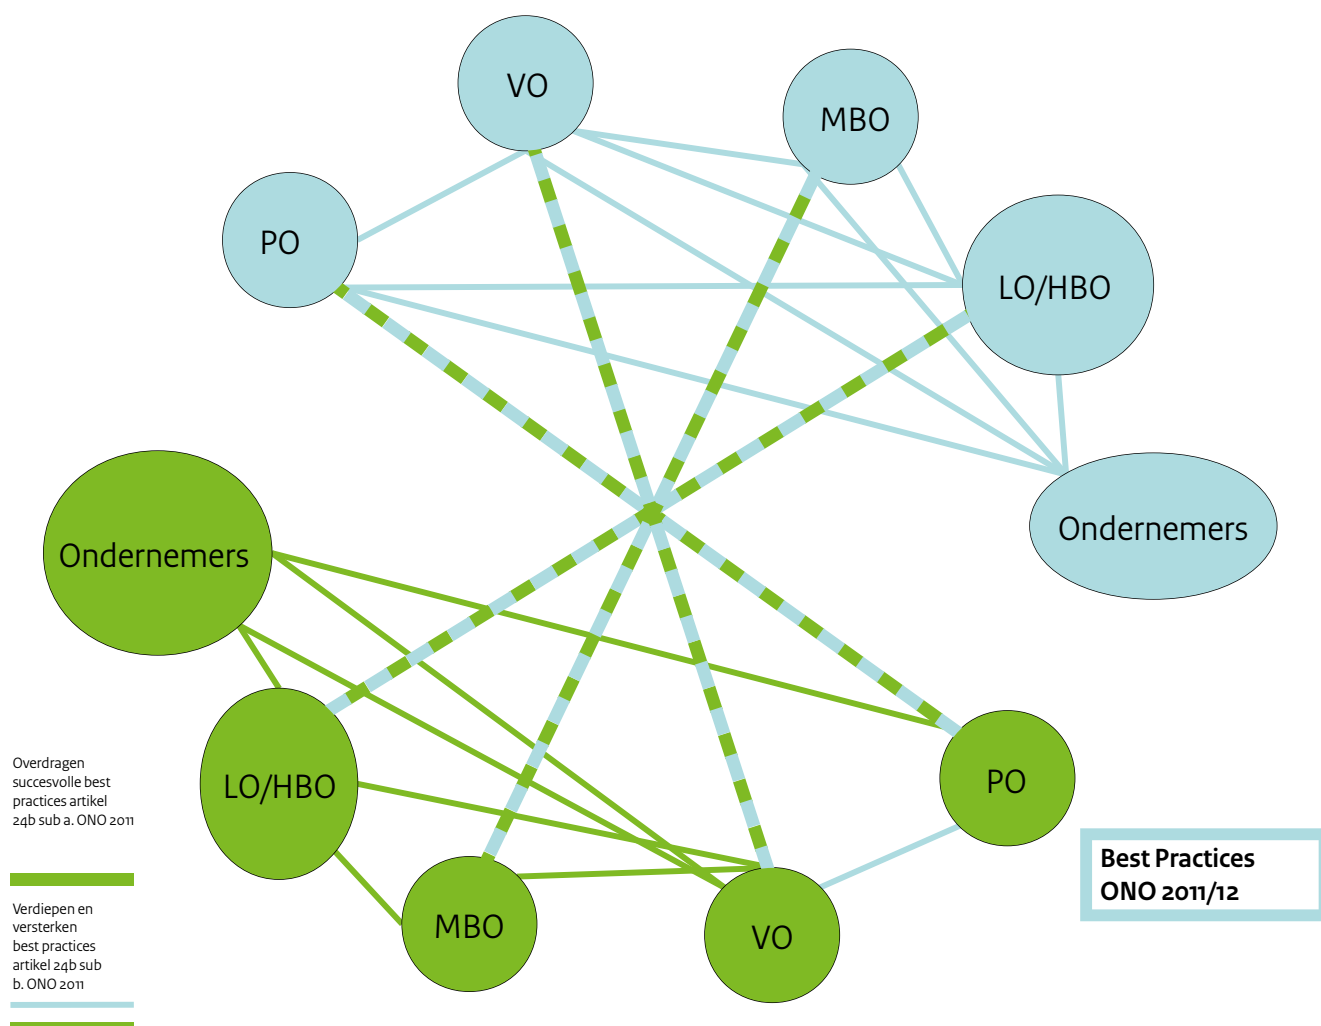 VO
MBO
PO
LO/HBO
Ondernemers
Ondernemers
LO/HBO
PO
MBO
VO
Overdragen
succesvolle best
practices artikel
24b sub a. ONO 2011
Verdiepen en
versterken
best practices
artikel 24b sub
b. ONO 2011
Best Practices
ONO 2011/12